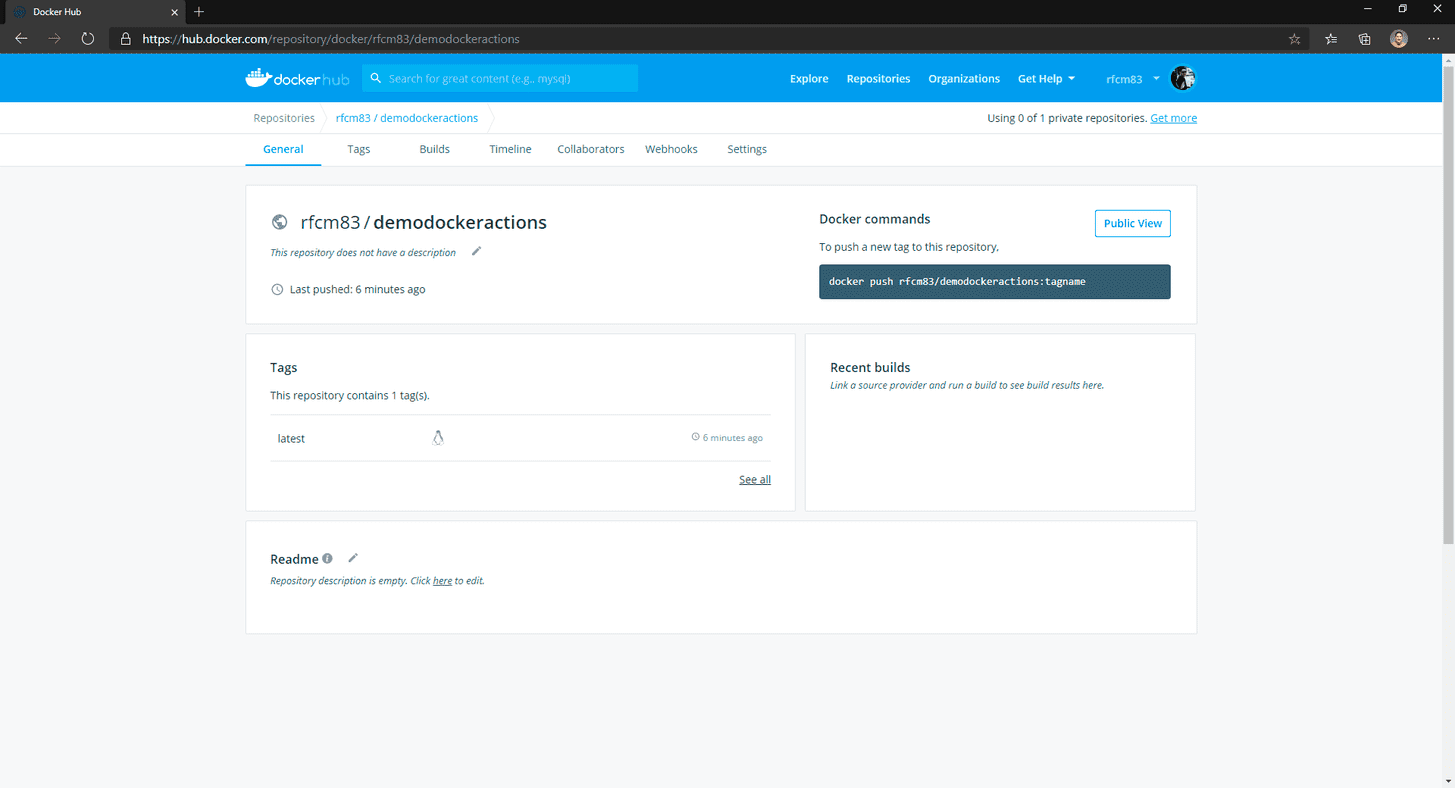 Docker Hub
https://hub.docker.com/repository/docker/rfcm83/demodockeractions
docker hub
Search for great content (e.g., mysql)
Explore
Repositories
Organizations
Get Help
rfcm83
Repositories
rfcm83 / demodockeractions
Using 0 of 1 private repositories. Get more
General
Tags
Builds
Timeline
Collaborators
Webhooks
Settings
rfcm83 / demodockeractions
This repository does not have a description
Last pushed: 6 minutes ago
Docker commands
Public View
To push a new tag to this repository,
docker push rfcm83/demodockeractions:tagname
Tags
This repository contains 1 tag(s).
latest
6 minutes ago
See all
Recent builds
Link a source provider and run a build to see build results here.
Readme
Repository description is empty. Click here to edit.